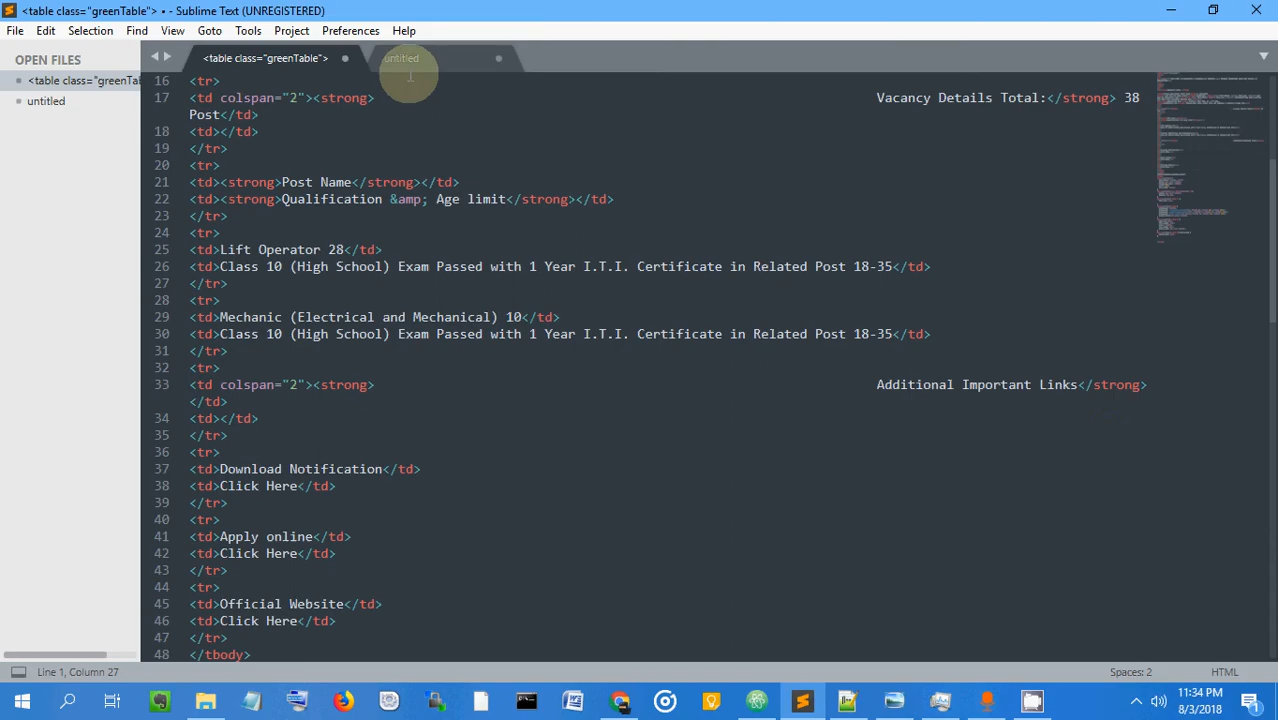 <table class="greenTable"> • - Sublime Text (UNREGISTERED)
File Edit Selection Find View Goto Tools Project Preferences Help
OPEN FILES
<table class="greenTab
untitled
<table class="greenTable">
untitled
16 <tr>
17 <td colspan="2"><strong> Vacancy Details Total:</strong> 38
Post</td>
18 <td></td>
19 </tr>
20 <tr>
21 <td><strong>Post Name</strong></td>
22 <td><strong>Qualification &amp; Age limit</strong></td>
23 </tr>
24 <tr>
25 <td>Lift Operator 28</td>
26 <td>Class 10 (High School) Exam Passed with 1 Year I.T.I. Certificate in Related Post 18-35</td>
27 </tr>
28 <tr>
29 <td>Mechanic (Electrical and Mechanical) 10</td>
30 <td>Class 10 (High School) Exam Passed with 1 Year I.T.I. Certificate in Related Post 18-35</td>
31 </tr>
32 <tr>
33 <td colspan="2"><strong> Additional Important Links</strong>
</td>
34 <td></td>
35 </tr>
36 <tr>
37 <td>Download Notification</td>
38 <td>Click Here</td>
39 </tr>
40 <tr>
41 <td>Apply online</td>
42 <td>Click Here</td>
43 </tr>
44 <tr>
45 <td>Official Website</td>
46 <td>Click Here</td>
47 </tr>
48 </tbody>
Line 1, Column 27
Spaces: 2
HTML
11:34 PM
8/3/2018